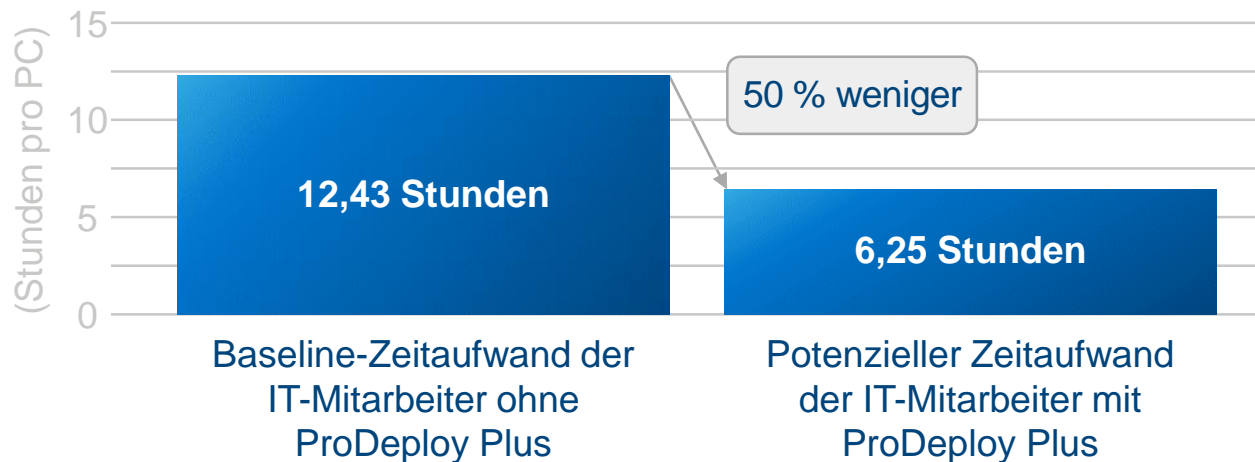 (Stunden pro PC)
15
10
5
0
50 % weniger
12,43 Stunden
6,25 Stunden
Baseline-Zeitaufwand der
IT-Mitarbeiter ohne
ProDeploy Plus
Potenzieller Zeitaufwand
der IT-Mitarbeiter mit
ProDeploy Plus